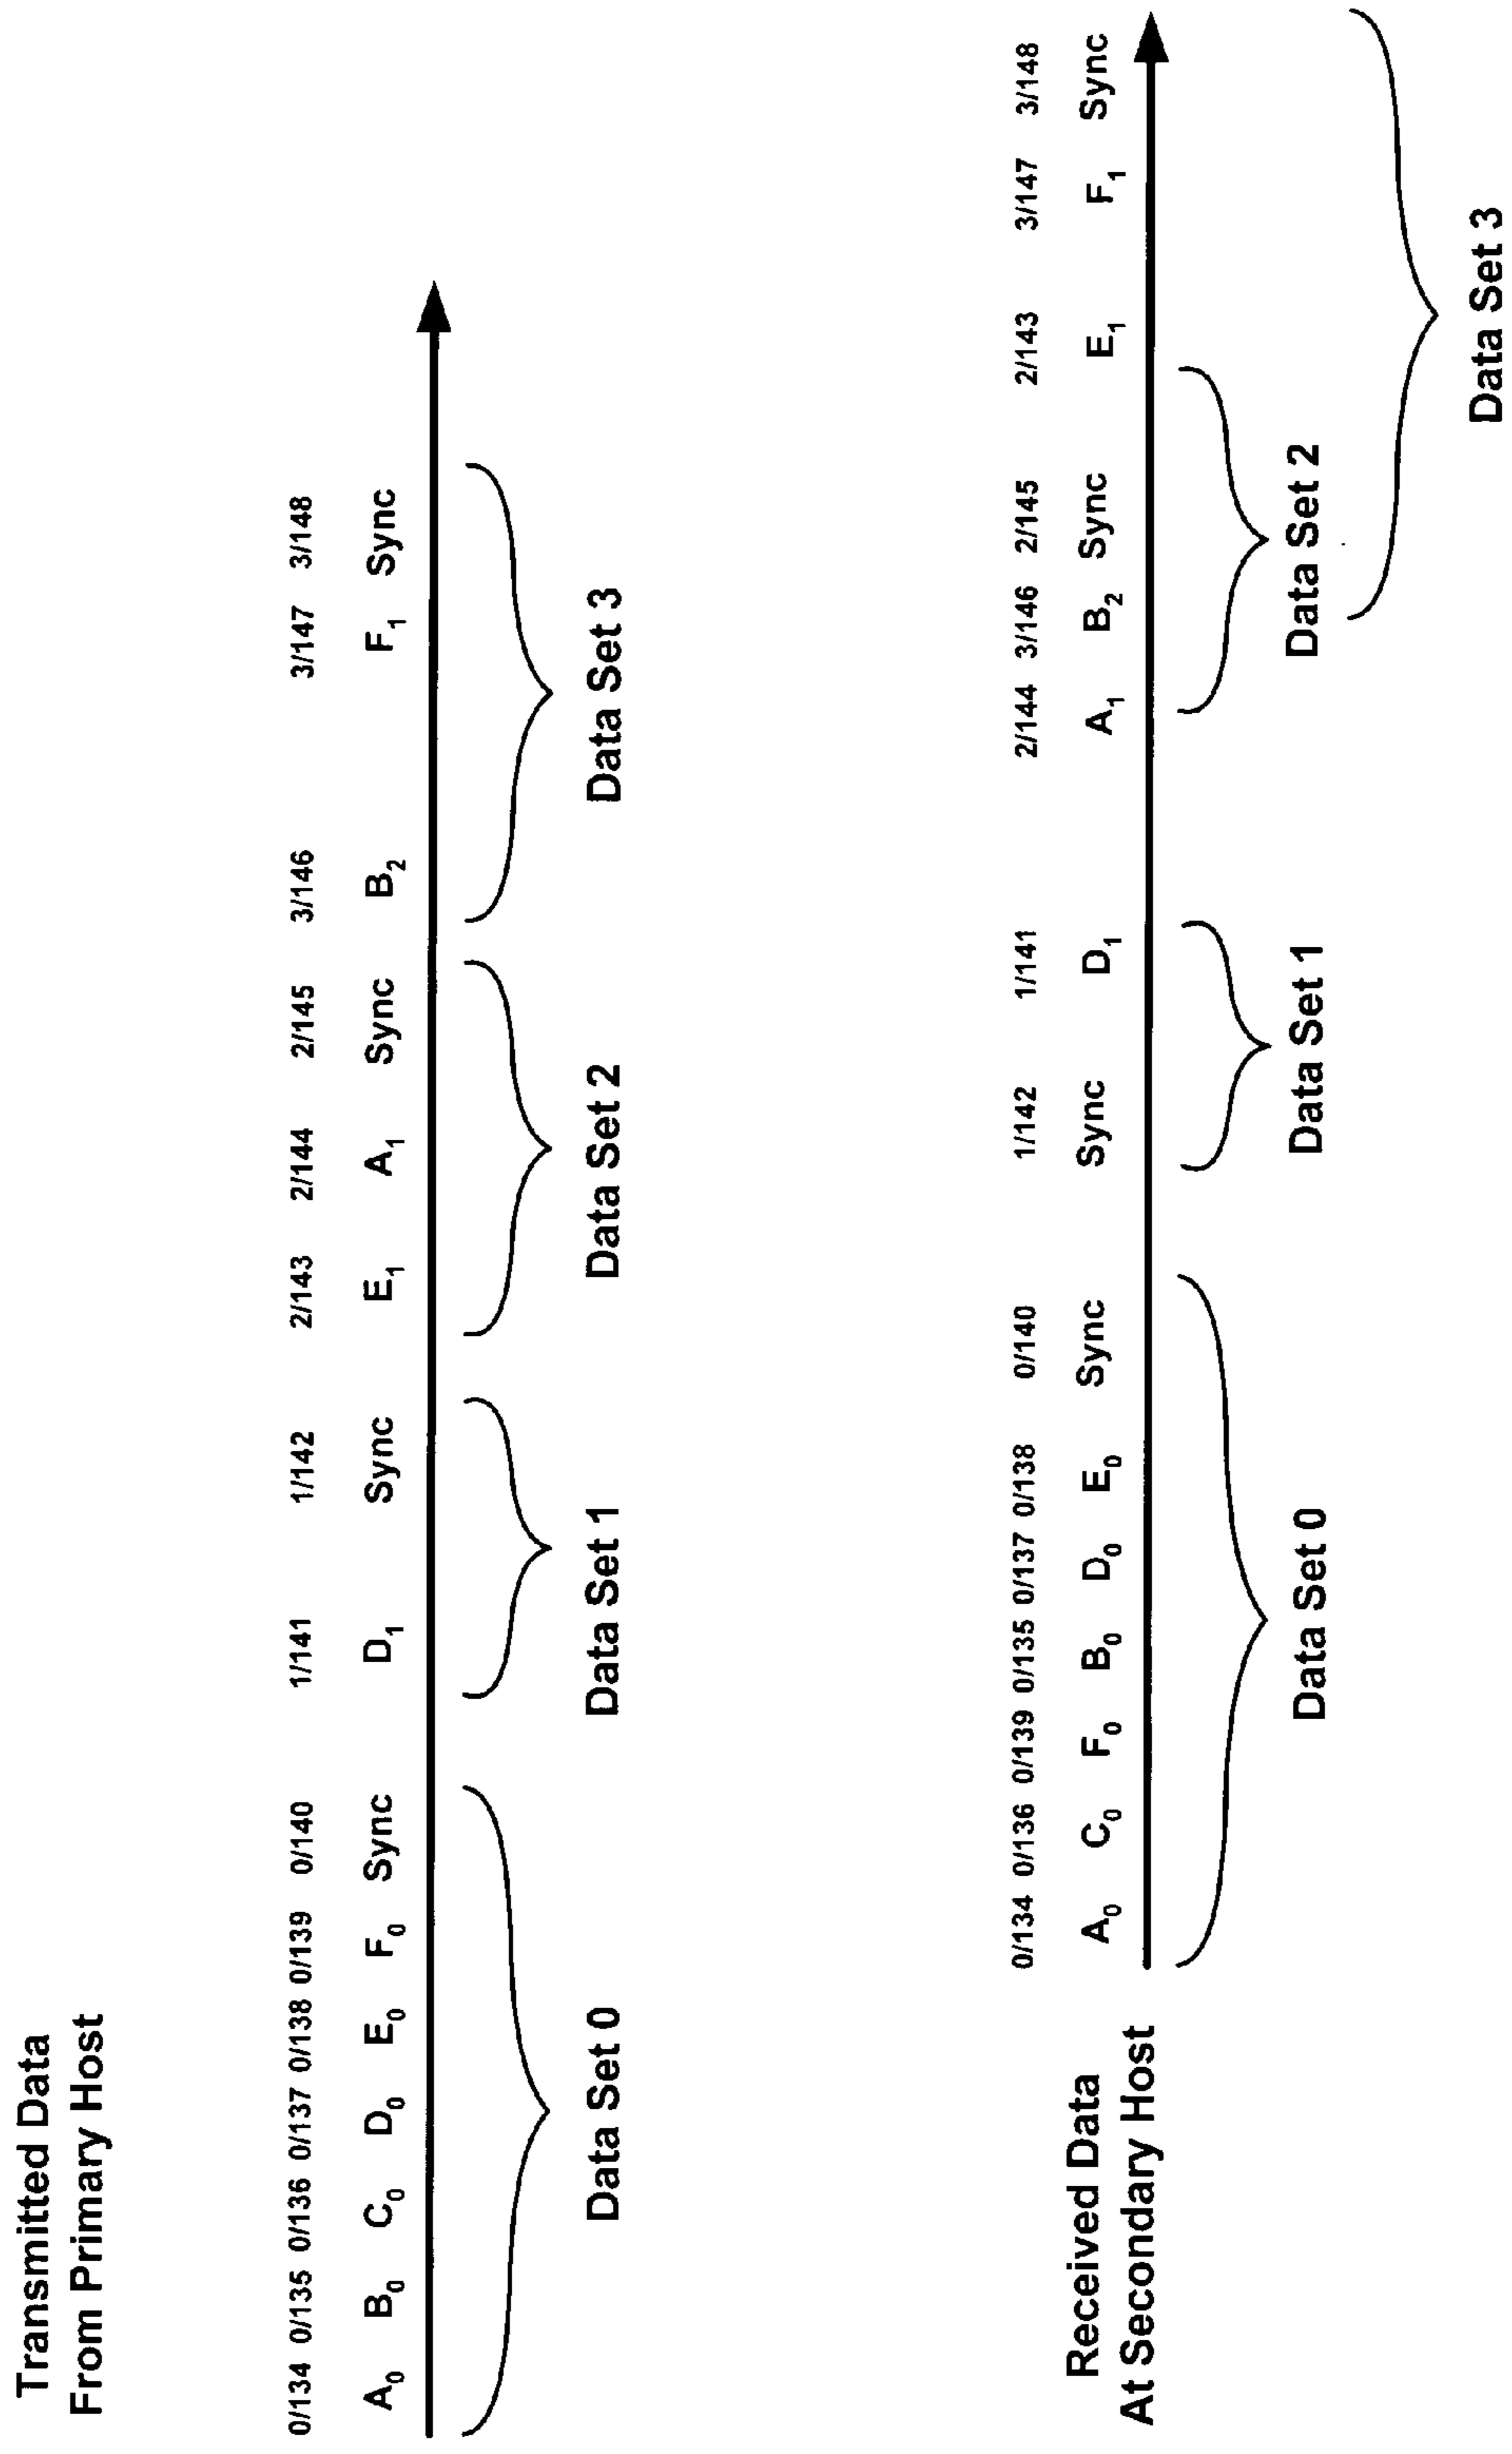 Transmitted Data
From Primary Host
0/134 0/135 0/136 0/137 0/138 0/139 0/140 1/141 1/142 2/143 2/144 2/145 3/146 3/147 3/148
A0 B0 C0 D0 E0 F0 Sync D1 Sync E1 A1 Sync B2 F1 Sync
Data Set 0 Data Set 1 Data Set 2 Data Set 3
Received Data
At Secondary Host
0/134 0/136 0/139 0/135 0/137 0/138 0/140 1/142 1/141 2/144 3/146 2/145 2/143 3/147 3/148
A0 C0 F0 B0 D0 E0 Sync Sync D1 A1 B2 Sync E1 F1 Sync
Data Set 0 Data Set 1 Data Set 2
Data Set 3